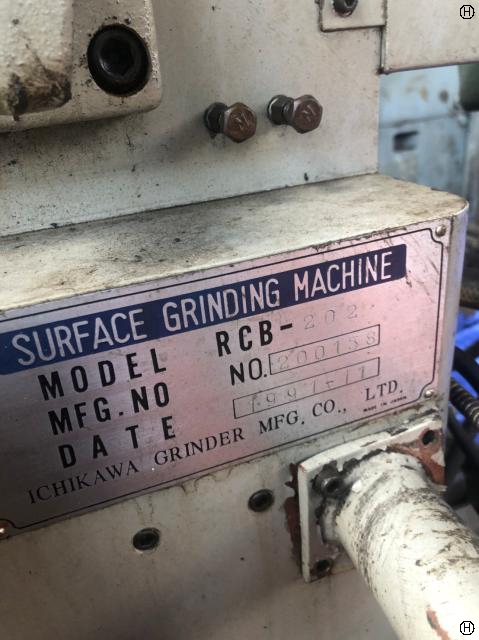 SURFACE GRINDING MACHINE
MODEL RCB-202
MFG.NO NO.200138
DATE 1991-11
ICHIKAWA GRINDER MFG. CO., LTD.
MADE IN JAPAN